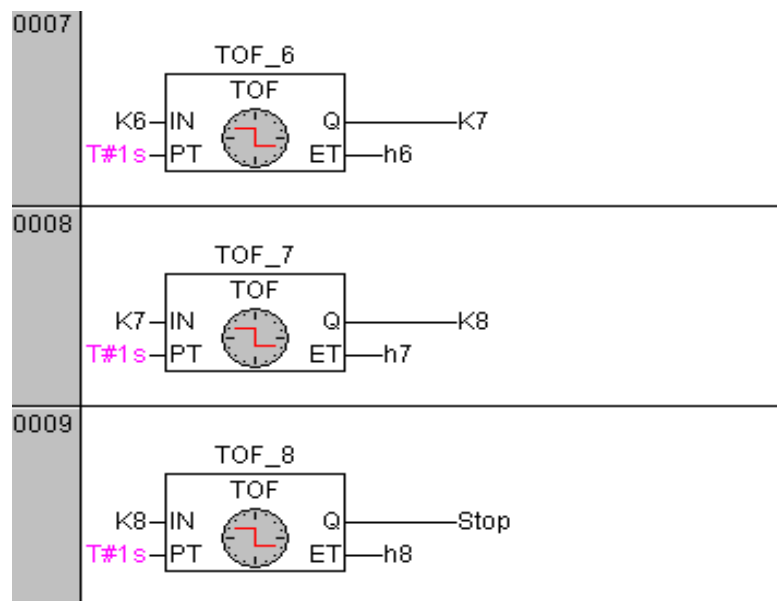 0007
TOF_6
TOF
K6 IN Q K7
T#1s PT ET h6
0008
TOF_7
TOF
K7 IN Q K8
T#1s PT ET h7
0009
TOF_8
TOF
K8 IN Q Stop
T#1s PT ET h8